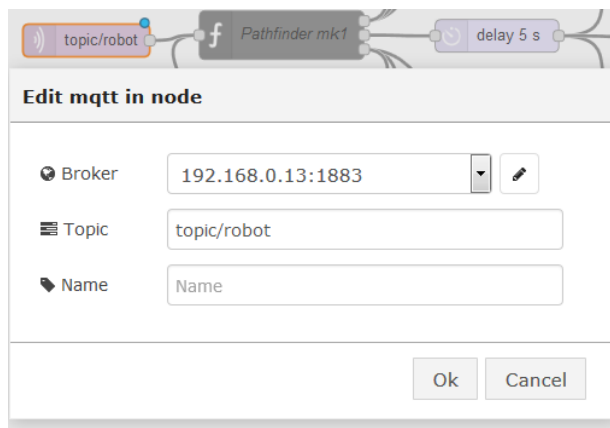 topic/robot
f
Pathfinder mk1
delay 5 s
Edit mqtt in node
Broker
192.168.0.13:1883
Topic
topic/robot
Name
Name
Ok
Cancel